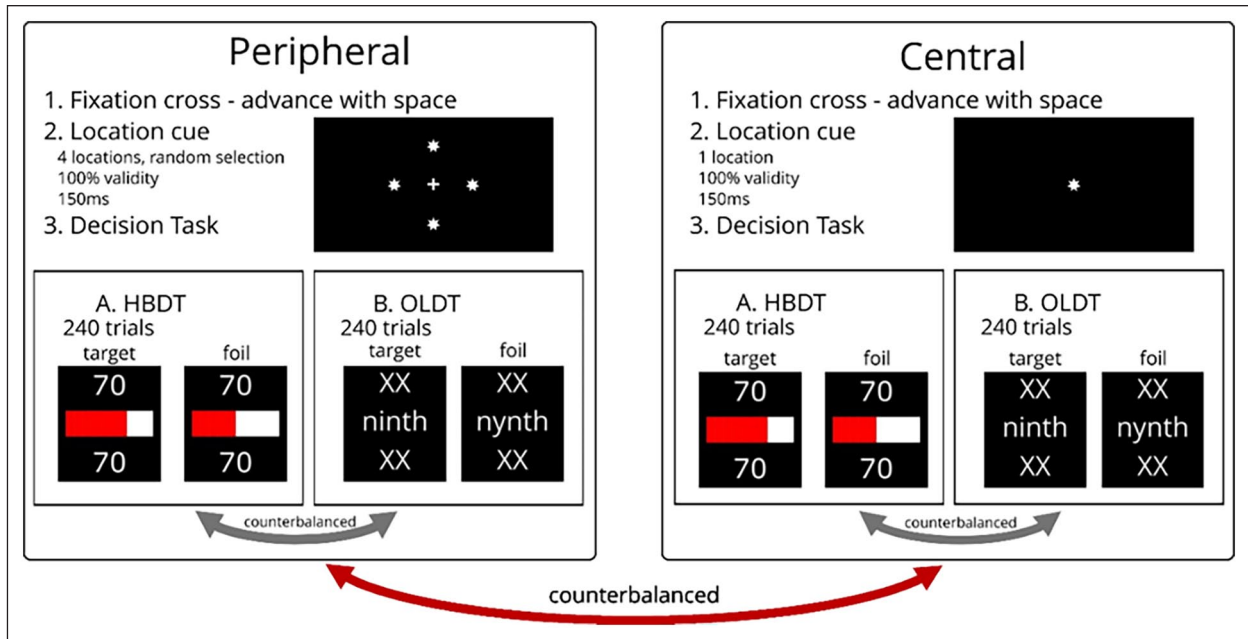 Peripheral
1. Fixation cross - advance with space
2. Location cue
4 locations, random selection
100% validity
150ms
3. Decision Task
A. HBDT
240 trials
target foil
70 70
70 70
B. OLDT
240 trials
target foil
XX XX
ninth nynth
XX XX
counterbalanced
Central
1. Fixation cross - advance with space
2. Location cue
1 location
100% validity
150ms
3. Decision Task
A. HBDT
240 trials
target foil
70 70
70 70
B. OLDT
240 trials
target foil
XX XX
ninth nynth
XX XX
counterbalanced
counterbalanced